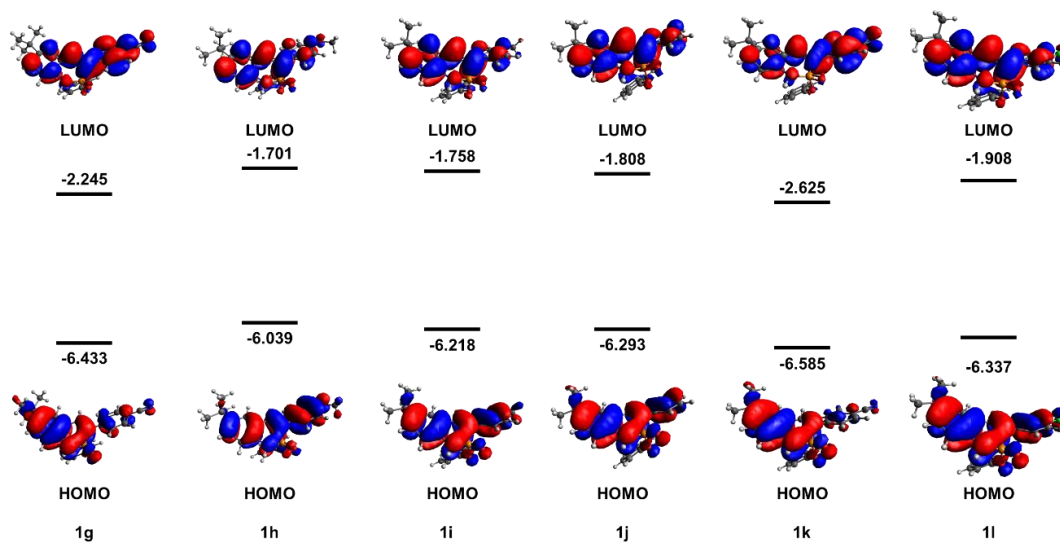 LUMO LUMO LUMO LUMO LUMO LUMO
-2.245 -1.701 -1.758 -1.808 -2.625 -1.908
-6.433 -6.039 -6.218 -6.293 -6.585 -6.337
HOMO HOMO HOMO HOMO HOMO HOMO
1g 1h 1i 1j 1k 1l